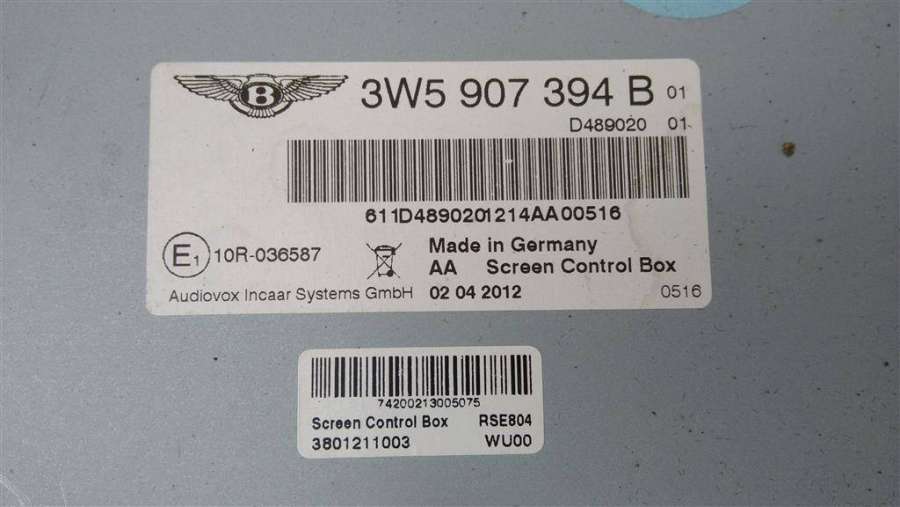 B
3W5 907 394 B 01
D489020 01
611D4890201214AA00516
E1 10R-036587
Made in Germany
AA Screen Control Box
Audiovox Incaar Systems GmbH 02 04 2012 0516
74200213005075
Screen Control Box RSE804
3801211003 WU00